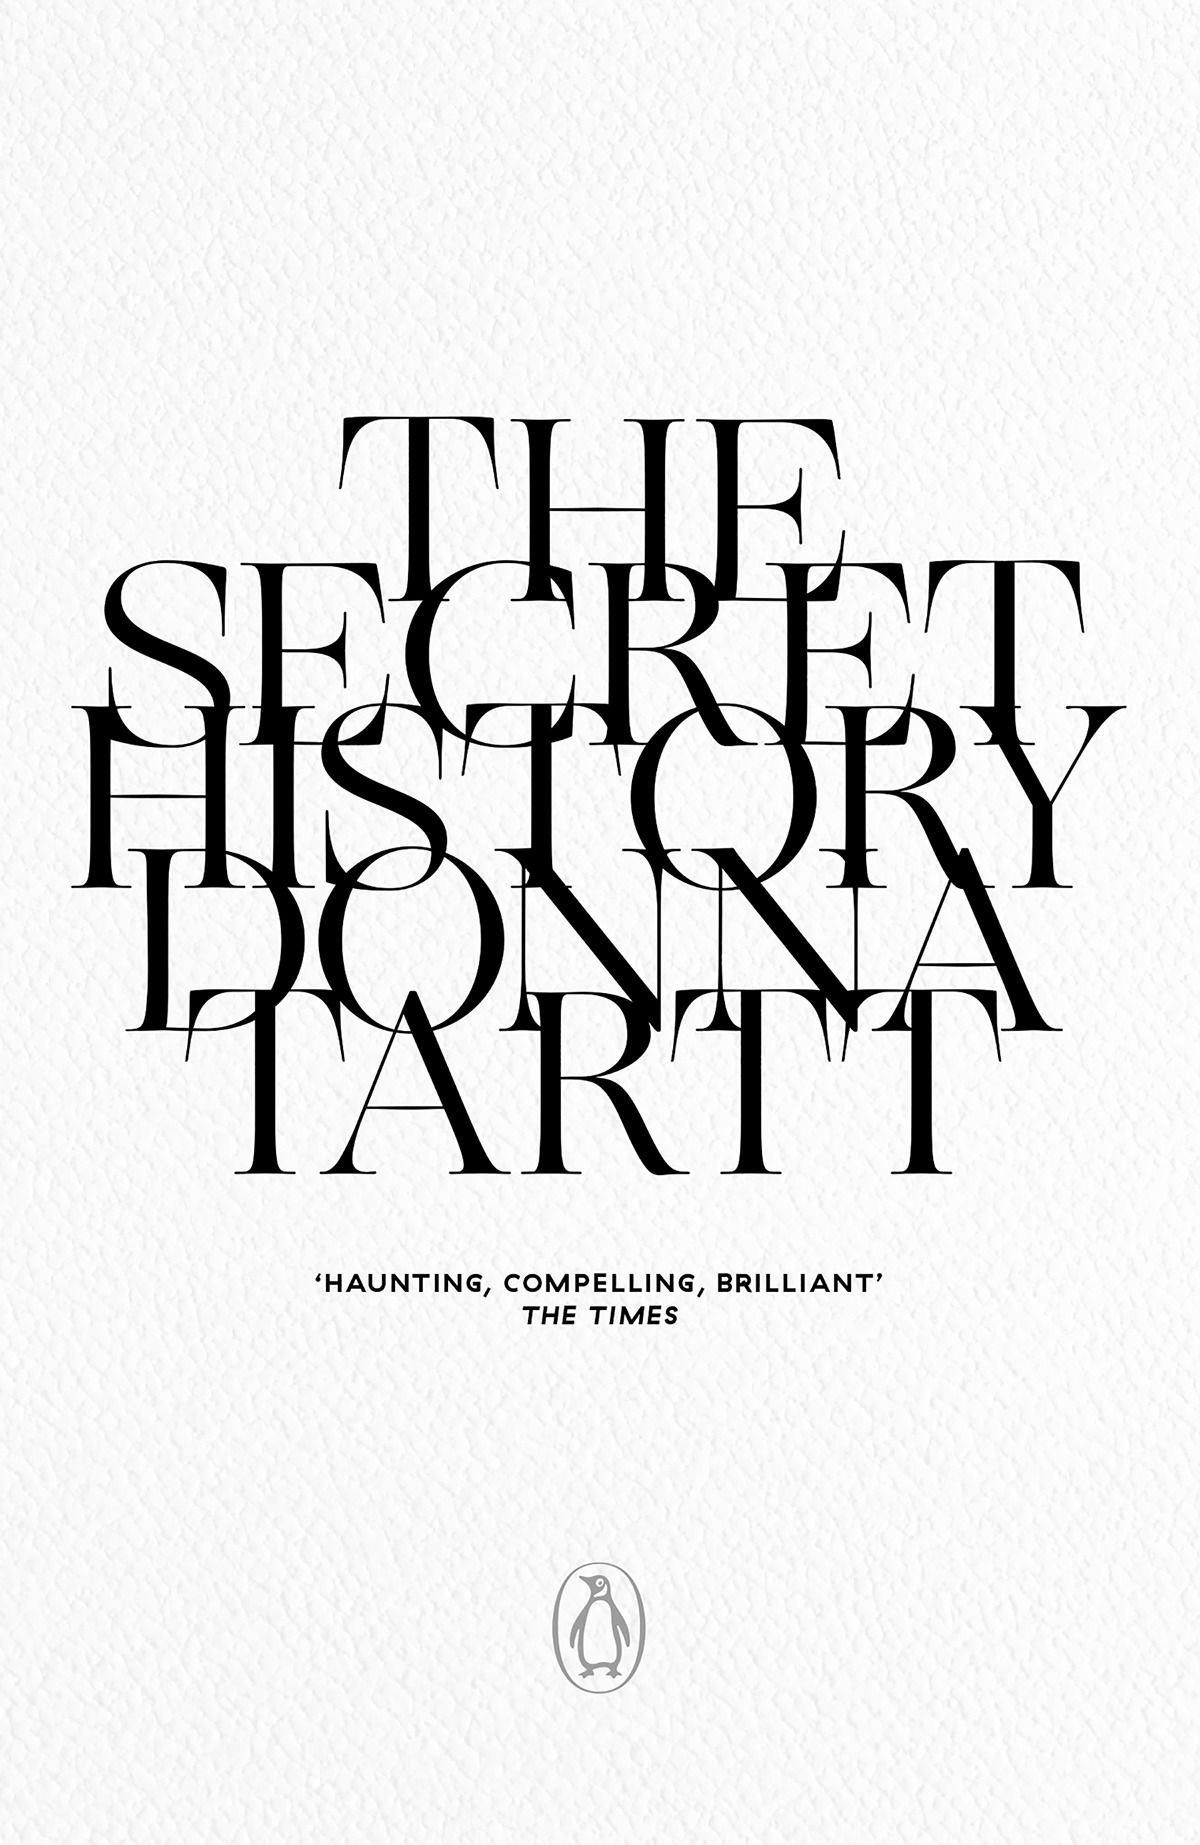 THE
SECRET
HISTORY
DONNA
TARTT
‘HAUNTING, COMPELLING, BRILLIANT’
THE TIMES